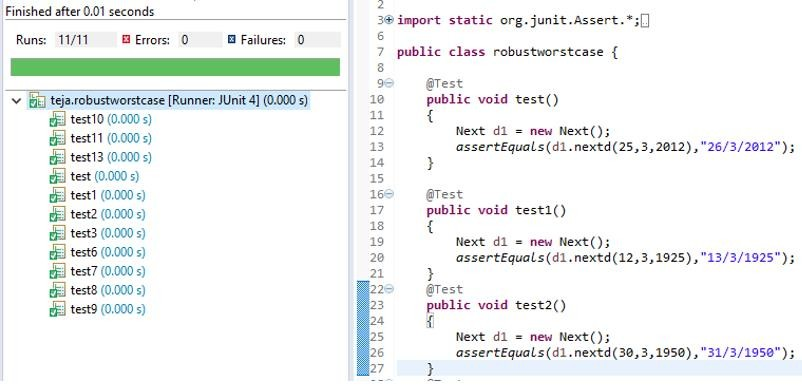 Finished after 0.01 seconds
Runs: 11/11 Errors: 0 Failures: 0
teja.robustworstcase [Runner: JUnit 4] (0.000 s)
test10 (0.000 s)
test11 (0.000 s)
test13 (0.000 s)
test (0.000 s)
test1 (0.000 s)
test2 (0.000 s)
test3 (0.000 s)
test6 (0.000 s)
test7 (0.000 s)
test8 (0.000 s)
test9 (0.000 s)
2
3 import static org.junit.Assert.*;
6
7 public class robustworstcase {
8
9 @Test
10 public void test()
11 {
12 Next d1 = new Next();
13 assertEquals(d1.nextd(25,3,2012),"26/3/2012");
14 }
15
16 @Test
17 public void test1()
18 {
19 Next d1 = new Next();
20 assertEquals(d1.nextd(12,3,1925),"13/3/1925");
21 }
22 @Test
23 public void test2()
24 {
25 Next d1 = new Next();
26 assertEquals(d1.nextd(30,3,1950),"31/3/1950");
27 }